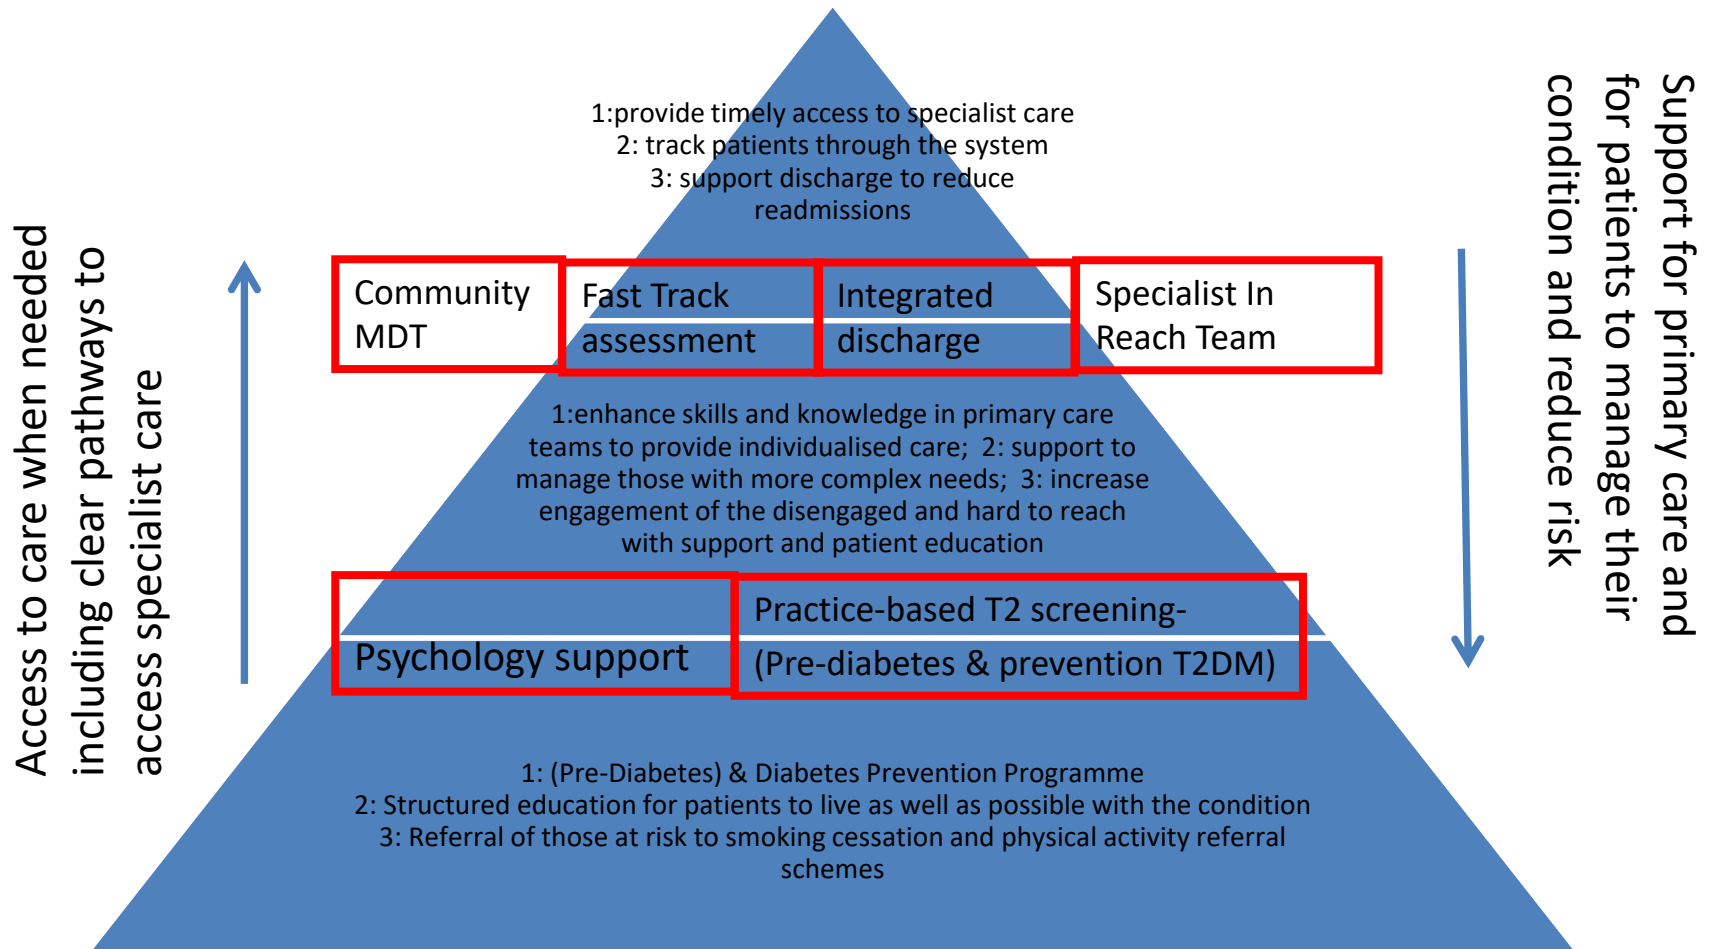 1:provide timely access to specialist care
2: track patients through the system
3: support discharge to reduce
readmissions
Community
MDT
Fast Track
assessment
Integrated
discharge
Specialist In
Reach Team
1:enhance skills and knowledge in primary care
teams to provide individualised care;  2: support to
manage those with more complex needs;  3: increase
engagement of the disengaged and hard to reach
with support and patient education
Psychology support
Practice-based T2 screening-
(Pre-diabetes & prevention T2DM)
1: (Pre-Diabetes) & Diabetes Prevention Programme
2: Structured education for patients to live as well as possible with the condition
3: Referral of those at risk to smoking cessation and physical activity referral
schemes
Access to care when needed
including clear pathways to
access specialist care
Support for primary care and
for patients to manage their
condition and reduce risk